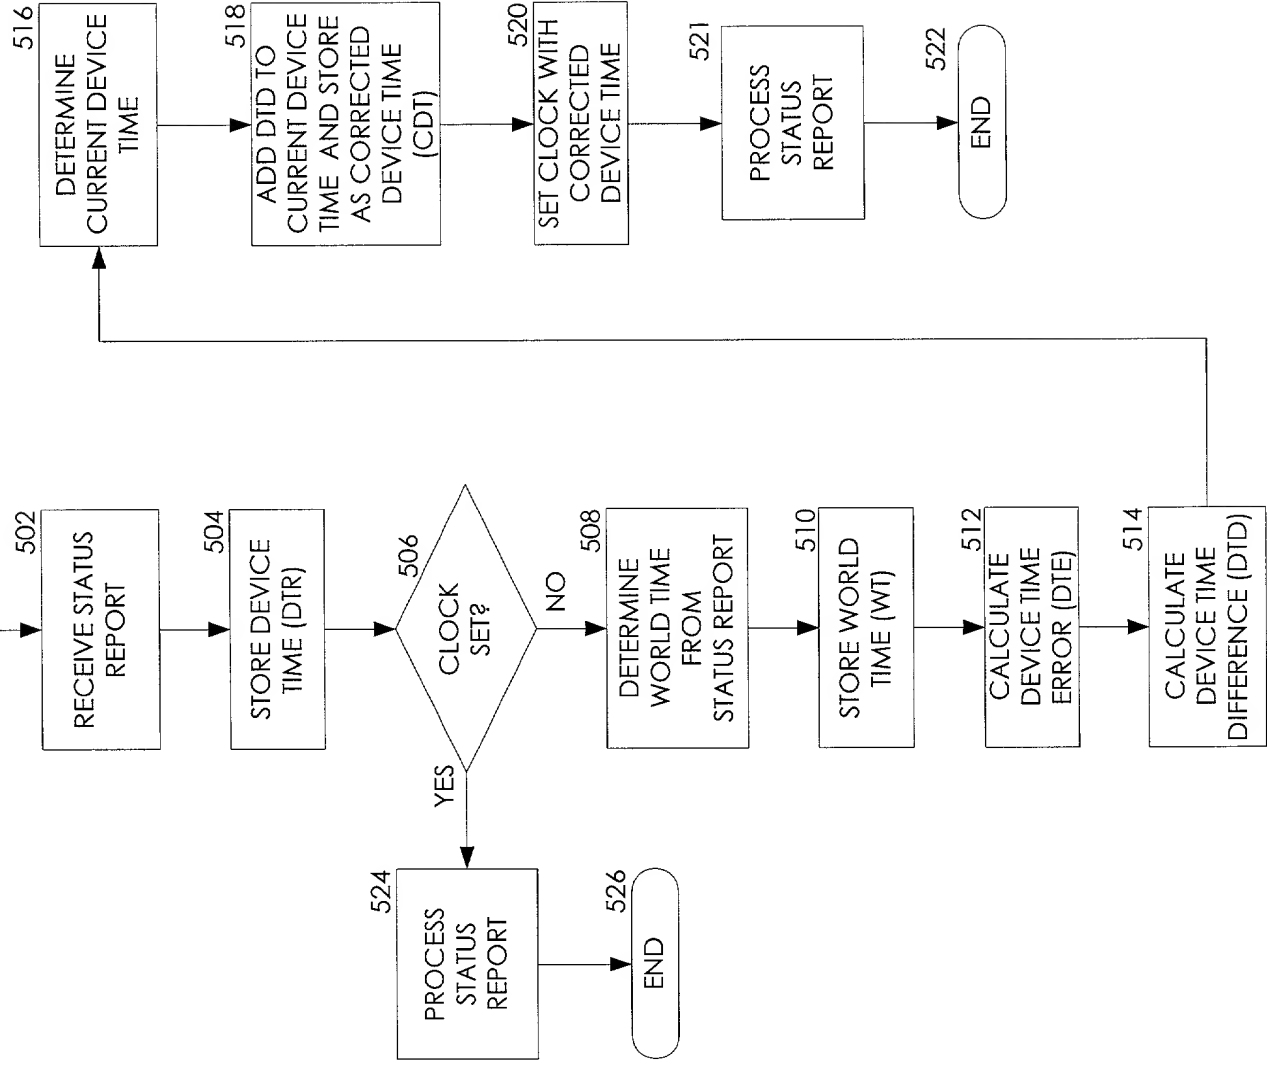 502
RECEIVE STATUS
REPORT
504
STORE DEVICE
TIME (DTR)
506
CLOCK
SET?
YES
NO
524
PROCESS
STATUS
REPORT
526
END
508
DETERMINE
WORLD TIME
FROM
STATUS REPORT
510
STORE WORLD
TIME (WT)
512
CALCULATE
DEVICE TIME
ERROR (DTE)
514
CALCULATE
DEVICE TIME
DIFFERENCE (DTD)
516
DETERMINE
CURRENT DEVICE
TIME
518
ADD DTD TO
CURRENT DEVICE
TIME AND STORE
AS CORRECTED
DEVICE TIME
(CDT)
520
SET CLOCK WITH
CORRECTED
DEVICE TIME
521
PROCESS
STATUS
REPORT
522
END